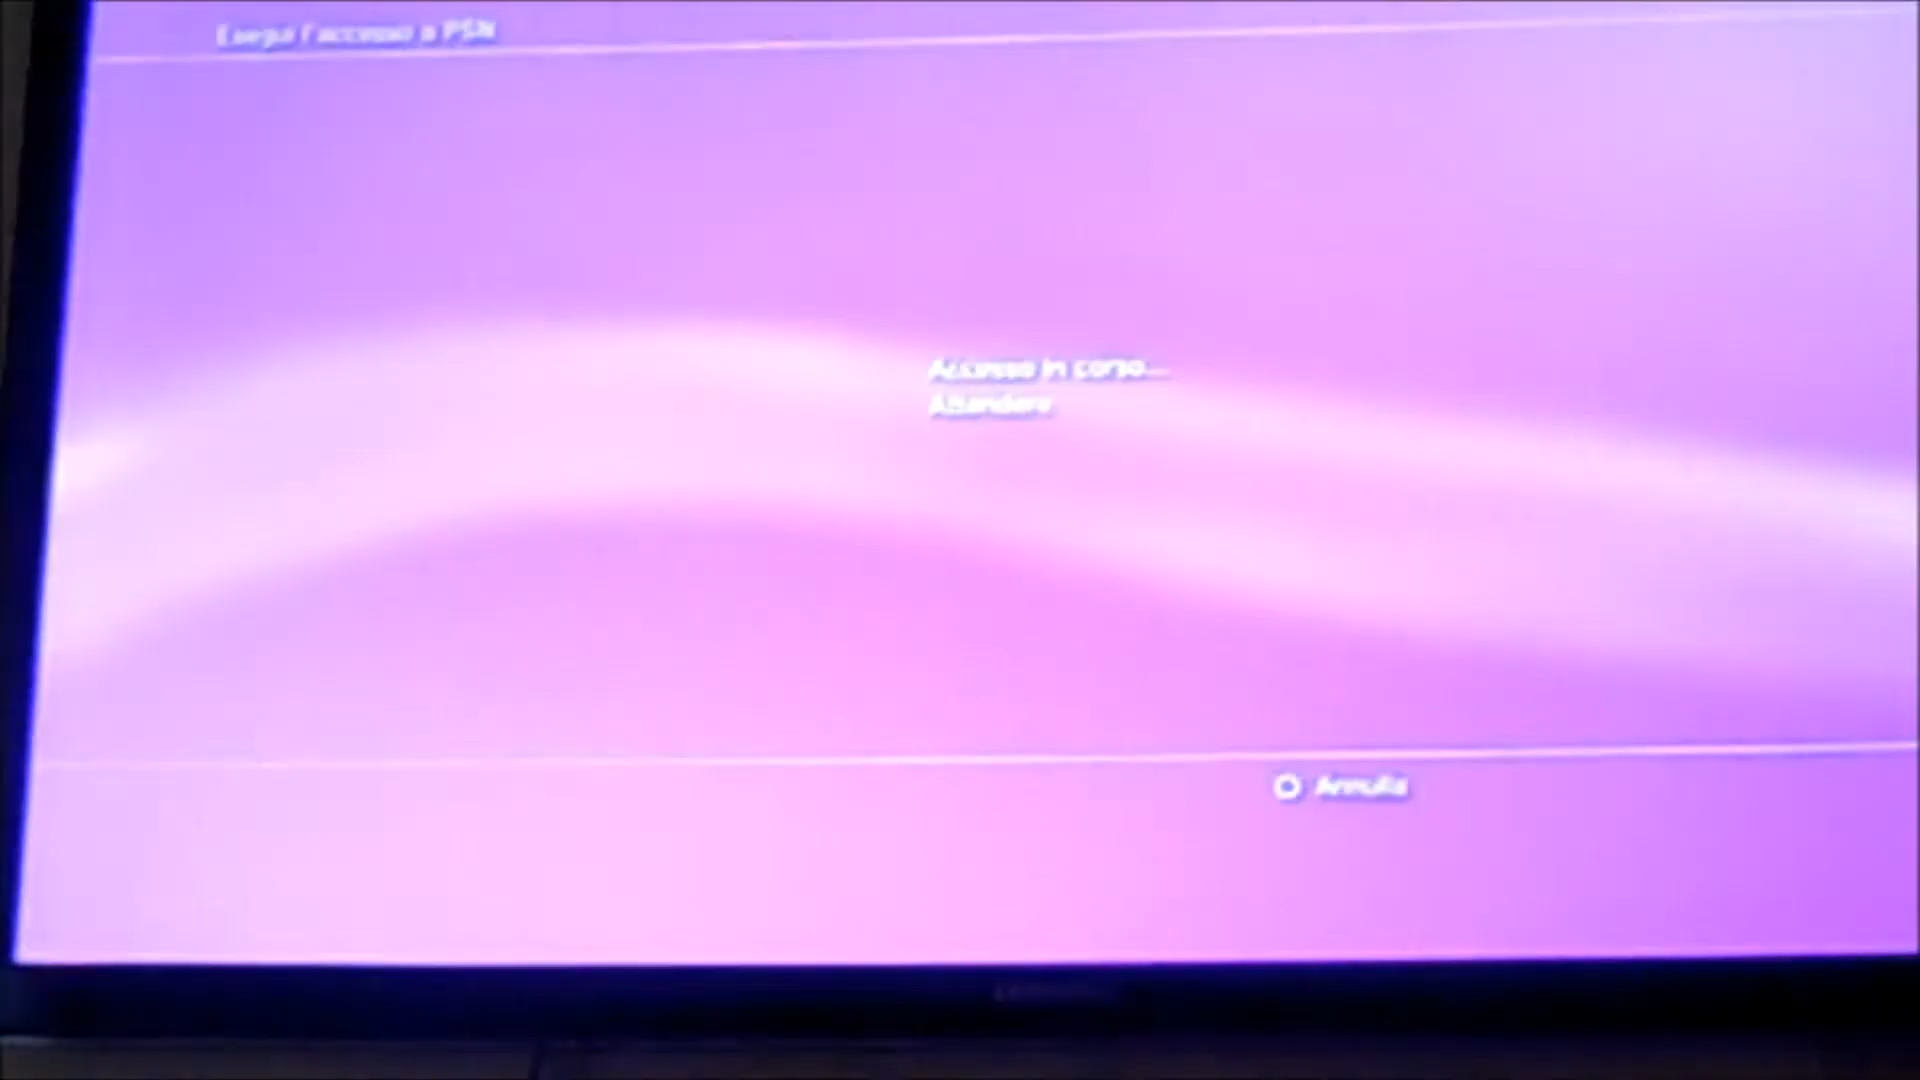 Esegui l'accesso a PSN
Accesso in corso...
Attendere
Annulla